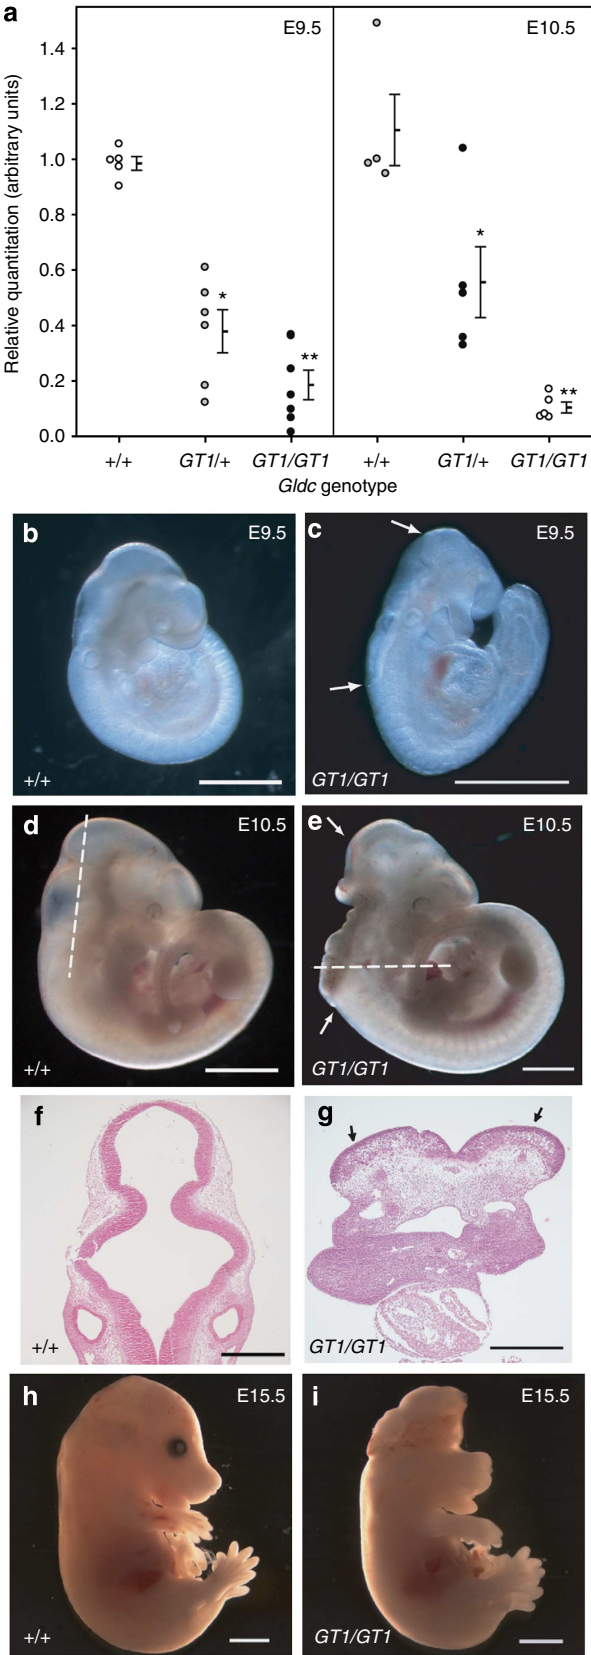 a
E9.5
E10.5
Relative quantitation (arbitrary units)
1.4
1.2
1.0
0.8
0.6
0.4
0.2
0.0
*
**
*
**
+/+
GT1/+
GT1/GT1
+/+
GT1/+
GT1/GT1
Gldc genotype
b
E9.5
+/+
c
E9.5
GT1/GT1
d
E10.5
+/+
e
E10.5
GT1/GT1
f
+/+
g
GT1/GT1
h
E15.5
+/+
i
E15.5
GT1/GT1